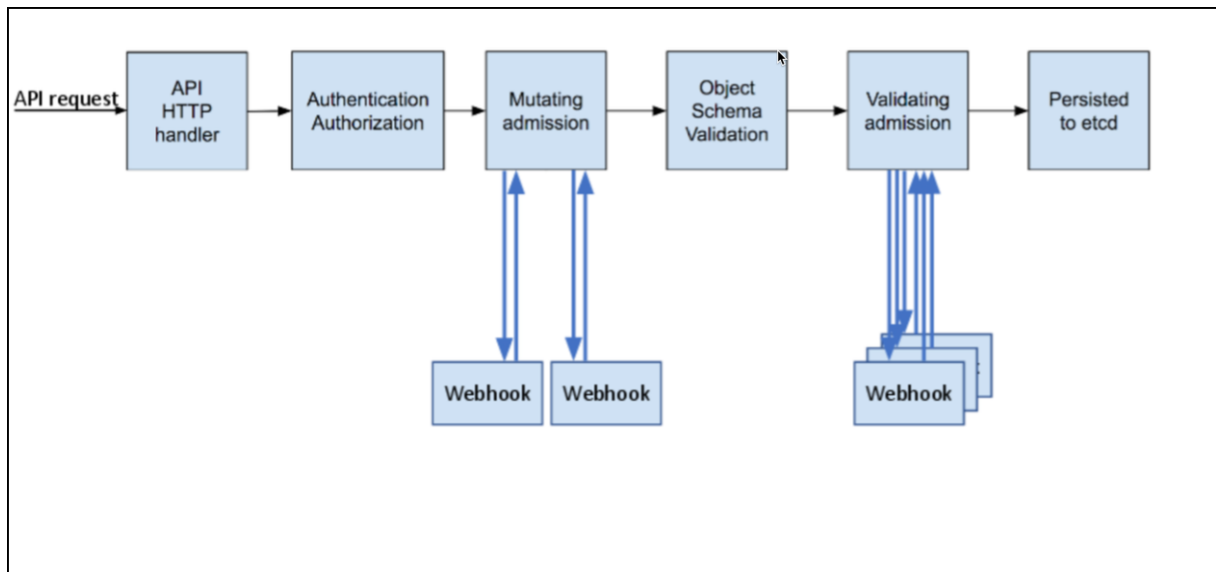 API request
API
HTTP
handler
Authentication
Authorization
Mutating
admission
Object
Schema
Validation
Validating
admission
Persisted
to etcd
Webhook
Webhook
Webhook